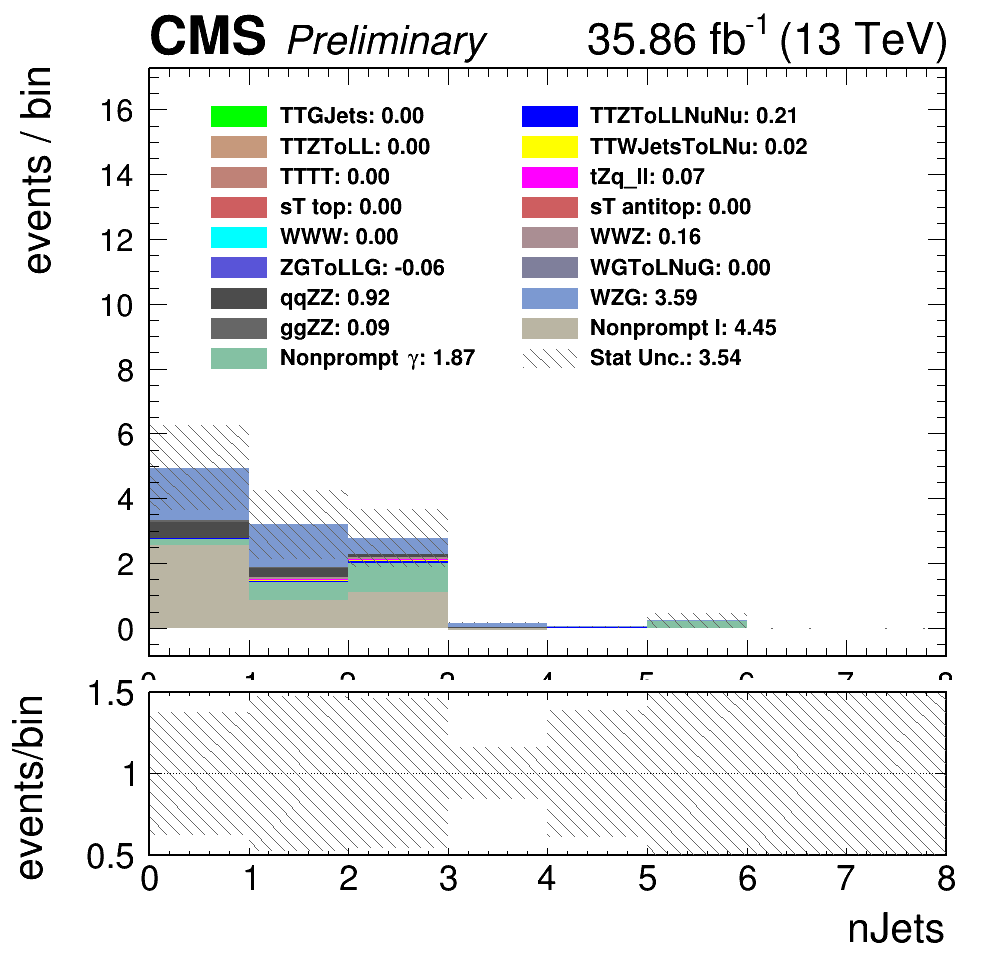 CMS Preliminary 35.86 fb-1 (13 TeV)
events / bin
16
14
12
10
8
6
4
2
0
TTGJets: 0.00 TTZToLLNuNu: 0.21
TTZToLL: 0.00 TTWJetsToLNu: 0.02
TTTT: 0.00 tZq_ll: 0.07
sT top: 0.00 sT antitop: 0.00
WWW: 0.00 WWZ: 0.16
ZGToLLG: -0.06 WGToLNuG: 0.00
qqZZ: 0.92 WZG: 3.59
ggZZ: 0.09 Nonprompt l: 4.45
Nonprompt γ: 1.87 Stat Unc.: 3.54
events/bin
1.5
1
0.5
0 1 2 3 4 5 6 7 8
nJets